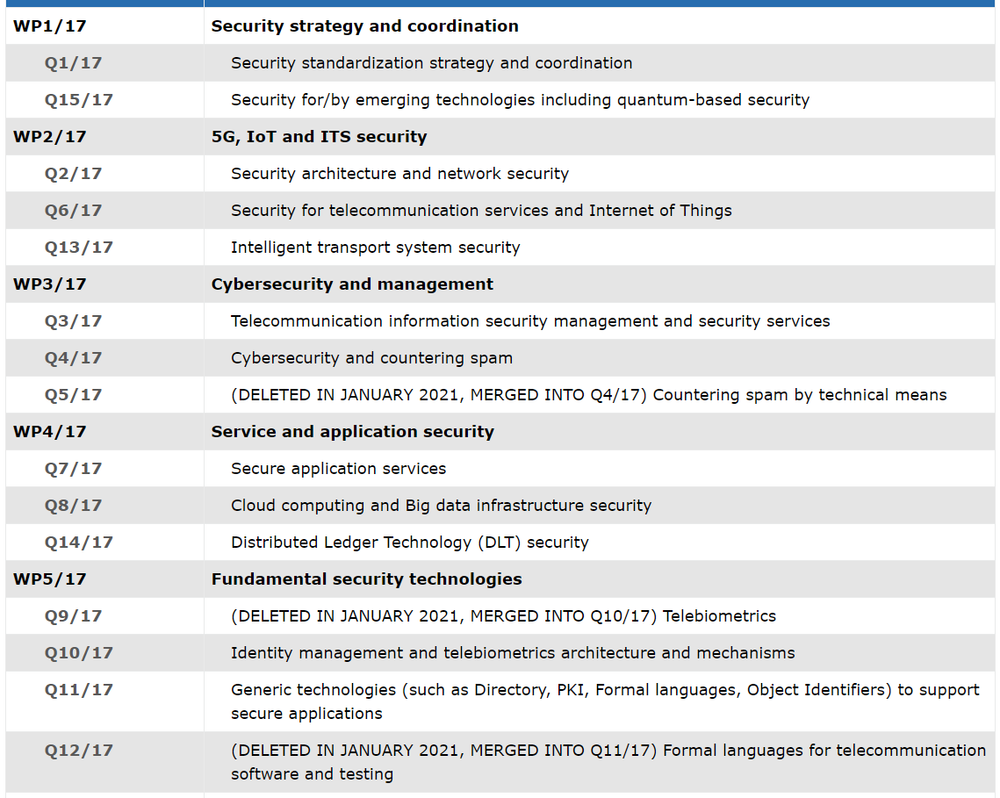 WP1/17 Security strategy and coordination
Q1/17 Security standardization strategy and coordination
Q15/17 Security for/by emerging technologies including quantum-based security
WP2/17 5G, IoT and ITS security
Q2/17 Security architecture and network security
Q6/17 Security for telecommunication services and Internet of Things
Q13/17 Intelligent transport system security
WP3/17 Cybersecurity and management
Q3/17 Telecommunication information security management and security services
Q4/17 Cybersecurity and countering spam
Q5/17 (DELETED IN JANUARY 2021, MERGED INTO Q4/17) Countering spam by technical means
WP4/17 Service and application security
Q7/17 Secure application services
Q8/17 Cloud computing and Big data infrastructure security
Q14/17 Distributed Ledger Technology (DLT) security
WP5/17 Fundamental security technologies
Q9/17 (DELETED IN JANUARY 2021, MERGED INTO Q10/17) Telebiometrics
Q10/17 Identity management and telebiometrics architecture and mechanisms
Q11/17 Generic technologies (such as Directory, PKI, Formal languages, Object Identifiers) to support
secure applications
Q12/17 (DELETED IN JANUARY 2021, MERGED INTO Q11/17) Formal languages for telecommunication
software and testing